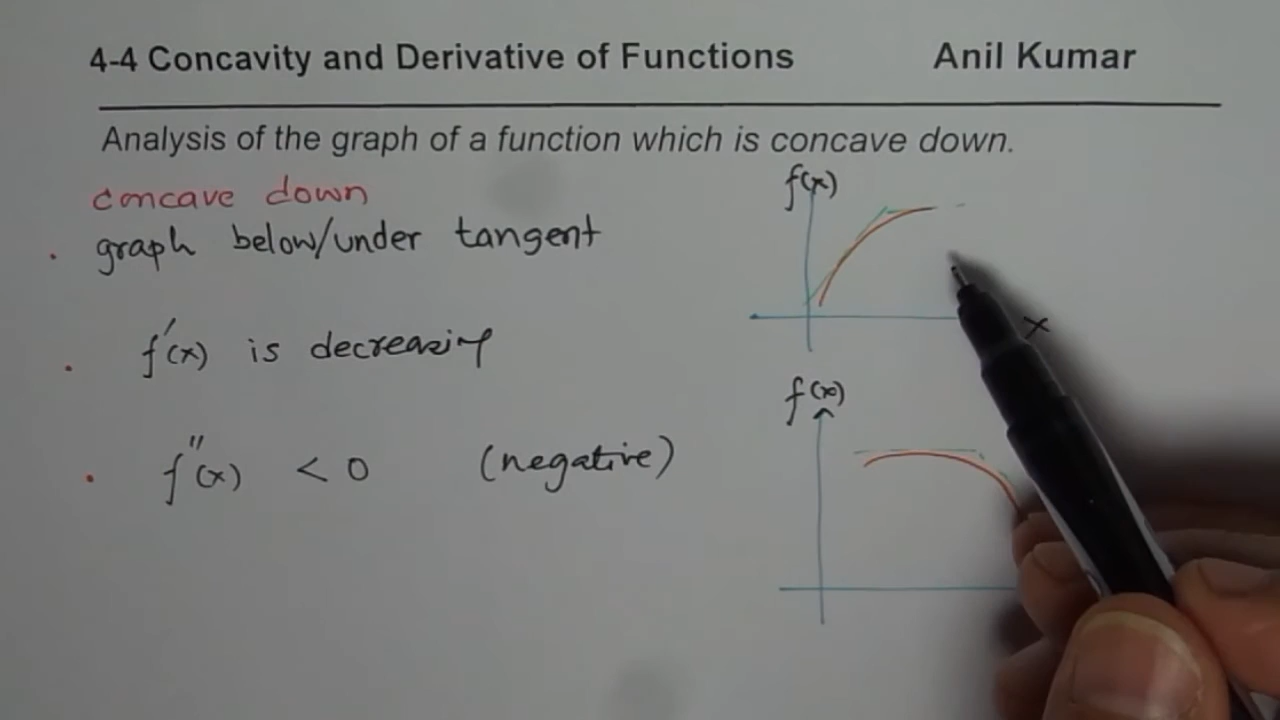 4-4 Concavity and Derivative of Functions Anil Kumar
Analysis of the graph of a function which is concave down.
concave down
f(x)
. graph below/under tangent
x
. f'(x) is decreasing
f(x)
. f"(x) < 0 (negative)